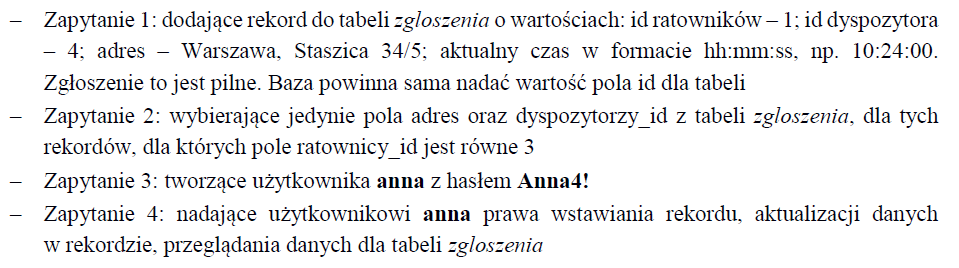 – Zapytanie 1: dodające rekord do tabeli zgloszenia o wartościach: id ratowników – 1; id dyspozytora
– 4; adres – Warszawa, Staszica 34/5; aktualny czas w formacie hh:mm:ss, np. 10:24:00.
Zgłoszenie to jest pilne. Baza powinna sama nadać wartość pola id dla tabeli
– Zapytanie 2: wybierające jedynie pola adres oraz dyspozytorzy_id z tabeli zgloszenia, dla tych
rekordów, dla których pole ratownicy_id jest równe 3
– Zapytanie 3: tworzące użytkownika anna z hasłem Anna4!
– Zapytanie 4: nadające użytkownikowi anna prawa wstawiania rekordu, aktualizacji danych
w rekordzie, przeglądania danych dla tabeli zgloszenia